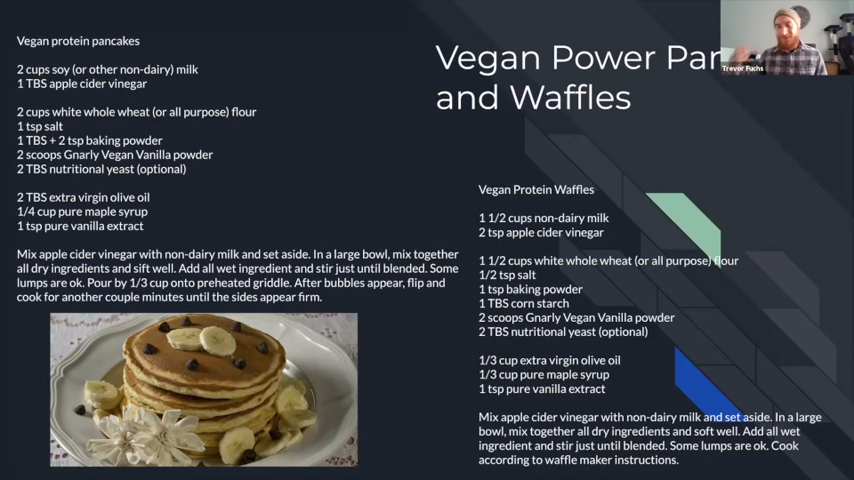 Vegan protein pancakes
2 cups soy (or other non-dairy) milk
1 TBS apple cider vinegar
2 cups white whole wheat (or all purpose) flour
1 tsp salt
1 TBS + 2 tsp baking powder
2 scoops Gnarly Vegan Vanilla powder
2 TBS nutritional yeast (optional)
2 TBS extra virgin olive oil
1/4 cup pure maple syrup
1 tsp pure vanilla extract
Mix apple cider vinegar with non-dairy milk and set aside. In a large bowl, mix together
all dry ingredients and sift well. Add all wet ingredient and stir just until blended. Some
lumps are ok. Pour by 1/3 cup onto preheated griddle. After bubbles appear, flip and
cook for another couple minutes until the sides appear firm.
Vegan Power Pan
and Waffles
Trevor Fuchs
Vegan Protein Waffles
1 1/2 cups non-dairy milk
2 tsp apple cider vinegar
1 1/2 cups white whole wheat (or all purpose) flour
1/2 tsp salt
1 tsp baking powder
1 TBS corn starch
2 scoops Gnarly Vegan Vanilla powder
2 TBS nutritional yeast (optional)
1/3 cup extra virgin olive oil
1/3 cup pure maple syrup
1 tsp pure vanilla extract
Mix apple cider vinegar with non-dairy milk and set aside. In a large
bowl, mix together all dry ingredients and soft well. Add all wet
ingredient and stir just until blended. Some lumps are ok. Cook
according to waffle maker instructions.